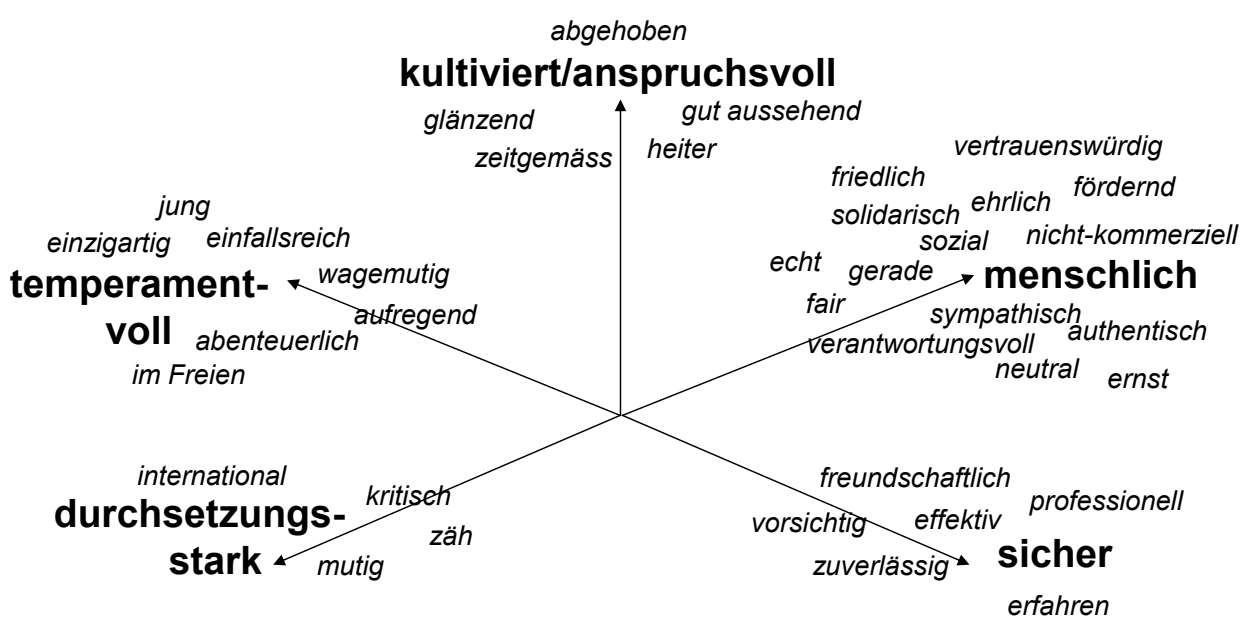 abgehoben
kultiviert/anspruchsvoll
glänzend
gut aussehend
zeitgemäss
heiter
jung
einzigartig
einfallsreich
temperament-
voll
wagemutig
aufregend
abenteuerlich
im Freien
vertrauenswürdig
friedlich
ehrlich
fördernd
solidarisch
sozial
nicht-kommerziell
echt
gerade
menschlich
fair
sympathisch
authentisch
verantwortungsvoll
neutral
ernst
international
durchsetzungs-
stark
kritisch
zäh
mutig
freundschaftlich
professionell
vorsichtig
effektiv
sicher
zuverlässig
erfahren